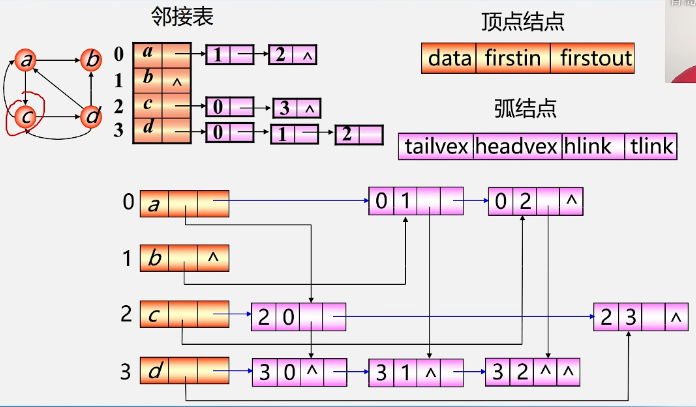 邻接表
顶点结点
data firstin firstout
弧结点
tailvex headvex hlink tlink
a b
c d
0 a 1 2 ∧
1 b ∧
2 c 0 3 ∧
3 d 0 1 2
0 a 0 1 0 2 ∧
1 b ∧
2 c 2 0 2 3 ∧
3 d 3 0 ∧ 3 1 ∧ 3 2 ∧ ∧